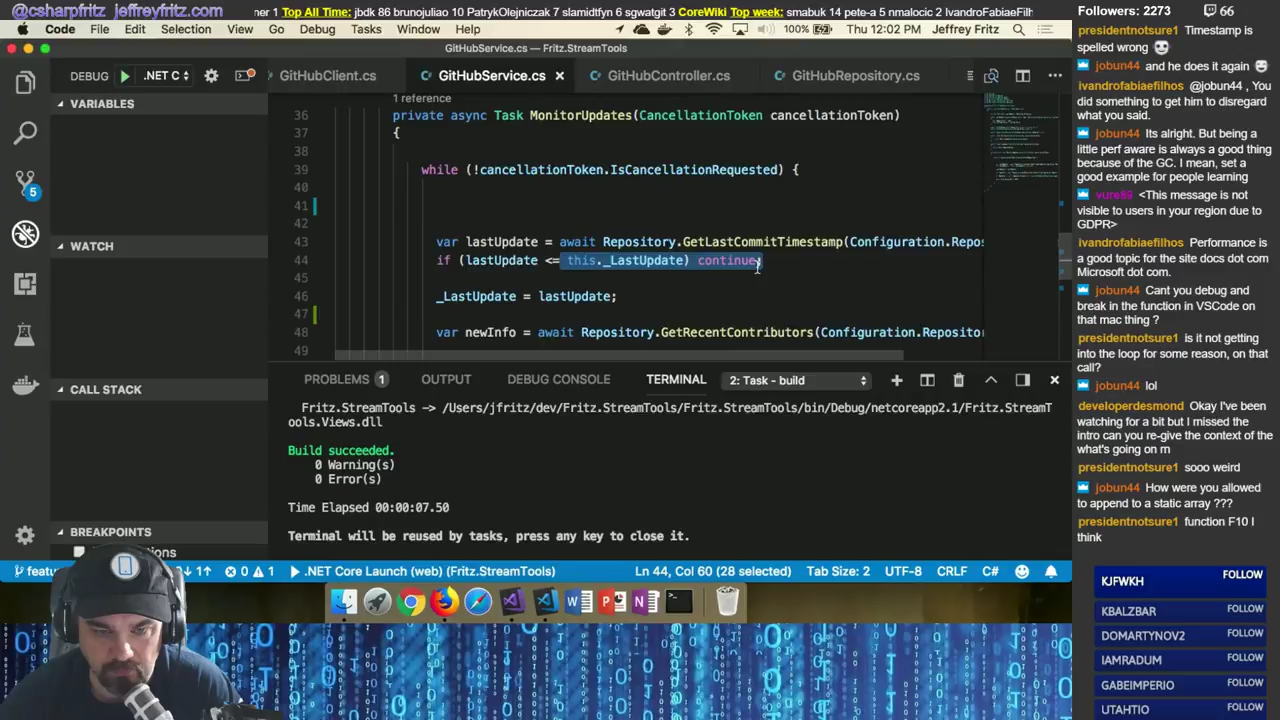 @csharpfritz jeffreyfritz.com
ner 1 Top All Time: jbdk 86 brunojuliao 10 PatykOlejniczak 7 slamidtfyn 6 sgwatgit 3 CoreWiki Top week: smabuk 14 pete-a 5 nnalocic 2 IvandroFabiaeFilh
Followers: 2273 66
Code File Edit Selection View Go Debug Tasks Window Help 100% Thu 12:02 PM Jeffrey Fritz
GitHubService.cs — Fritz.StreamTools
DEBUG .NET C GitHubClient.cs GitHubService.cs GitHubController.cs GitHubRepository.cs
VARIABLES
WATCH
CALL STACK
BREAKPOINTS
5
1 reference
private async Task MonitorUpdates(CancellationToken cancellationToken)
{
while (!cancellationToken.IsCancellationRequested) {
40
41
42
43 var lastUpdate = await Repository.GetLastCommitTimestamp(Configuration.Repos
44 if (lastUpdate <= this._LastUpdate) continue;
45
46 _LastUpdate = lastUpdate;
47
48 var newInfo = await Repository.GetRecentContributors(Configuration.Repositor
49
PROBLEMS 1 OUTPUT DEBUG CONSOLE TERMINAL 2: Task - build
Fritz.StreamTools -> /Users/jfritz/dev/Fritz.StreamTools/Fritz.StreamTools/bin/Debug/netcoreapp2.1/Fritz.StreamT
ools.Views.dll
Build succeeded.
0 Warning(s)
0 Error(s)
Time Elapsed 00:00:07.50
Terminal will be reused by tasks, press any key to close it.
featu 1↑ 0 1 .NET Core Launch (web) (Fritz.StreamTools) Ln 44, Col 60 (28 selected) Tab Size: 2 UTF-8 CRLF C#
presidentnotsure1 Timestamp is
spelled wrong
jobun44 and he does it again
ivandrofabiaefilhos @jobun44 , You
did something to get him to disregard
what you said.
jobun44 Its alright. But being a
little perf aware is always a good thing
because of the GC to clean, set a
good example for people learning
vure89 <This message is not
visible to users in your region due to
GDPR>
ivandrofabiaefilhos Performance is
a good topic for the site docs dot com
Microsoft dot com.
jobun44 Cant you debug and
break in the function in VSCode on
that mac thing ?
presidentnotsure1 is it not getting
into the loop for some reason, on that
call?
jobun44 lol
developerdesmond Okay I've been
watching for a bit but I missed the
intro can you re-give the context of the
what's going on rn
presidentnotsure1 sooo weird
jobun44 How were you allowed
to append to a static array ???
presidentnotsure1 function F10 I
think
KJFWKH FOLLOW
KBALZBAR FOLLOW
DOMARTYNOV2 FOLLOW
IAMRADUM FOLLOW
GABEIMPERIO FOLLOW
UTAHTIO FOLLOW